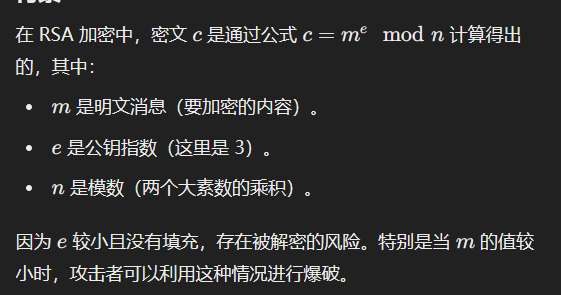 在 RSA 加密中，密文 c 是通过公式 c = mᵉ mod n 计算得出
的，其中：
• m 是明文消息（要加密的内容）。
• e 是公钥指数（这里是 3）。
• n 是模数（两个大素数的乘积）。
因为 e 较小且没有填充，存在被解密的风险。特别是当 m 的值较
小时，攻击者可以利用这种情况进行爆破。